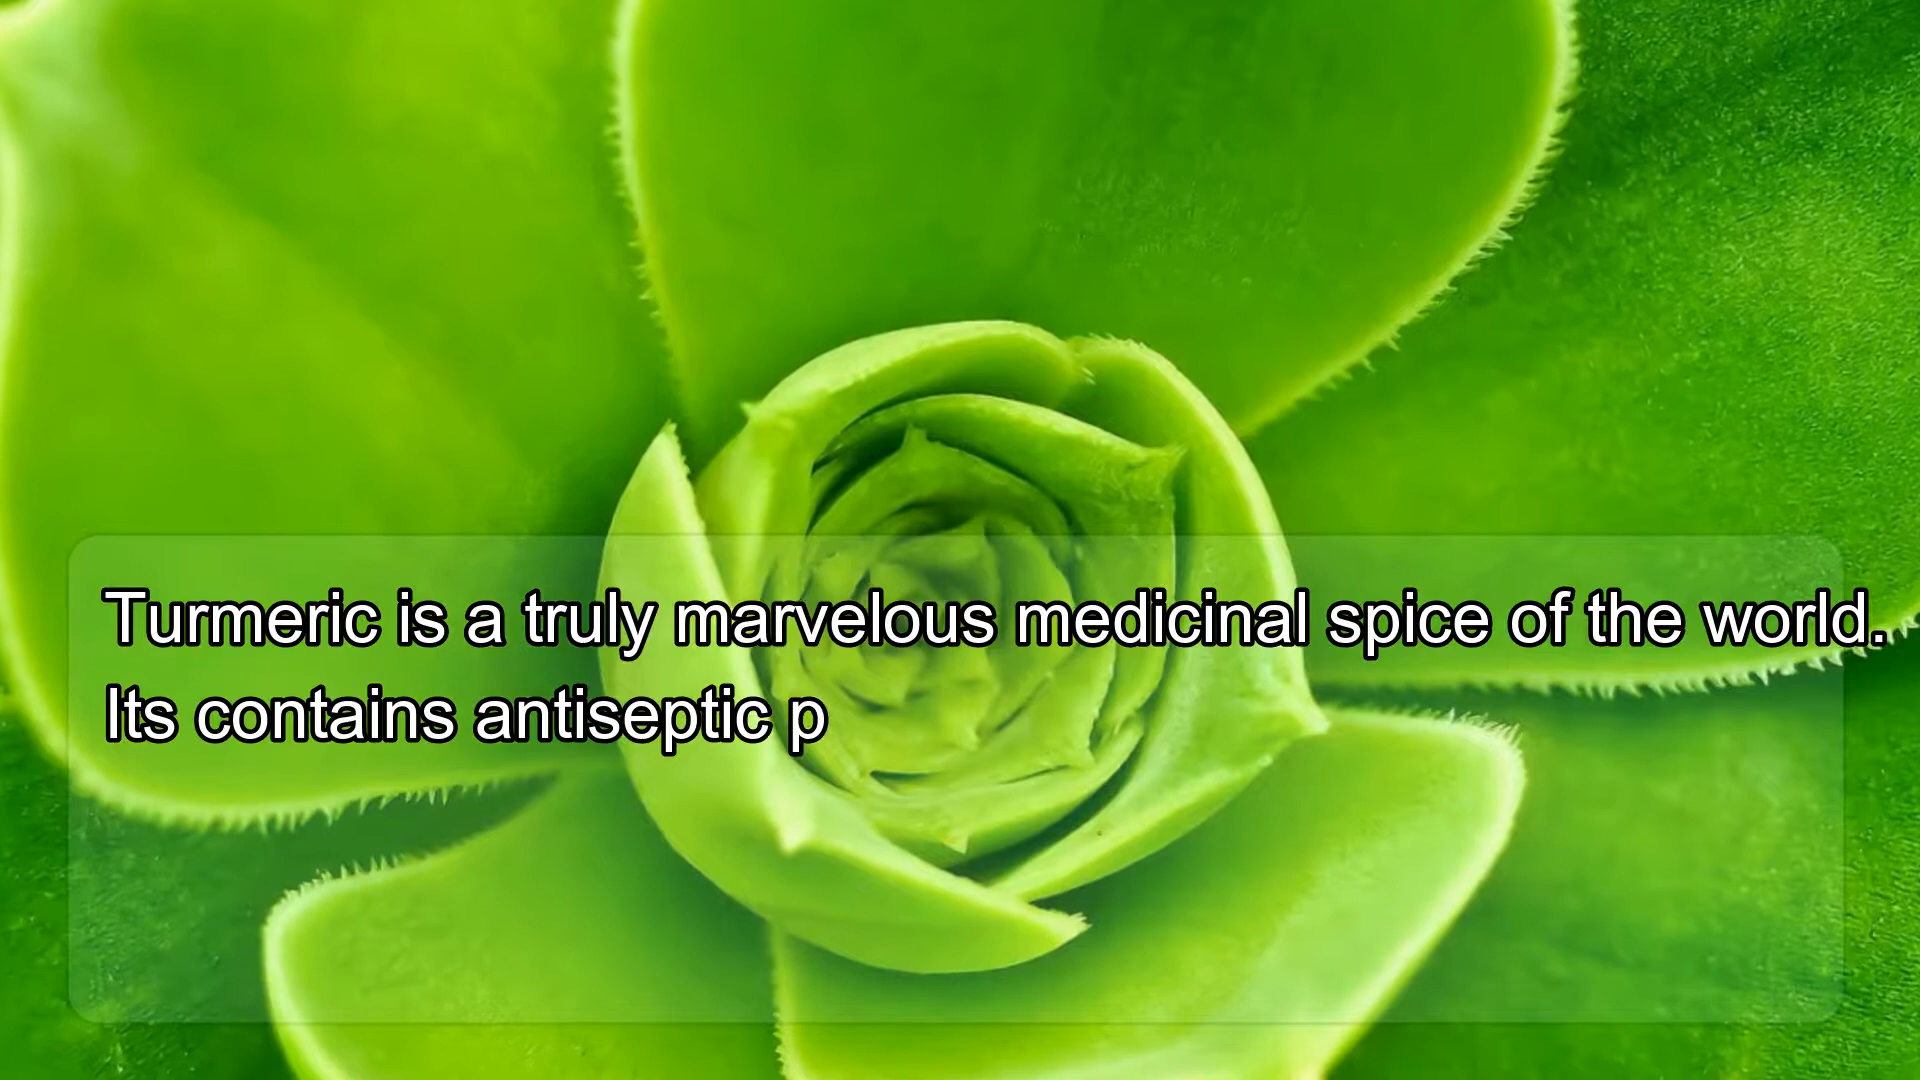 Turmeric is a truly marvelous medicinal spice of the world.
Its contains antiseptic p